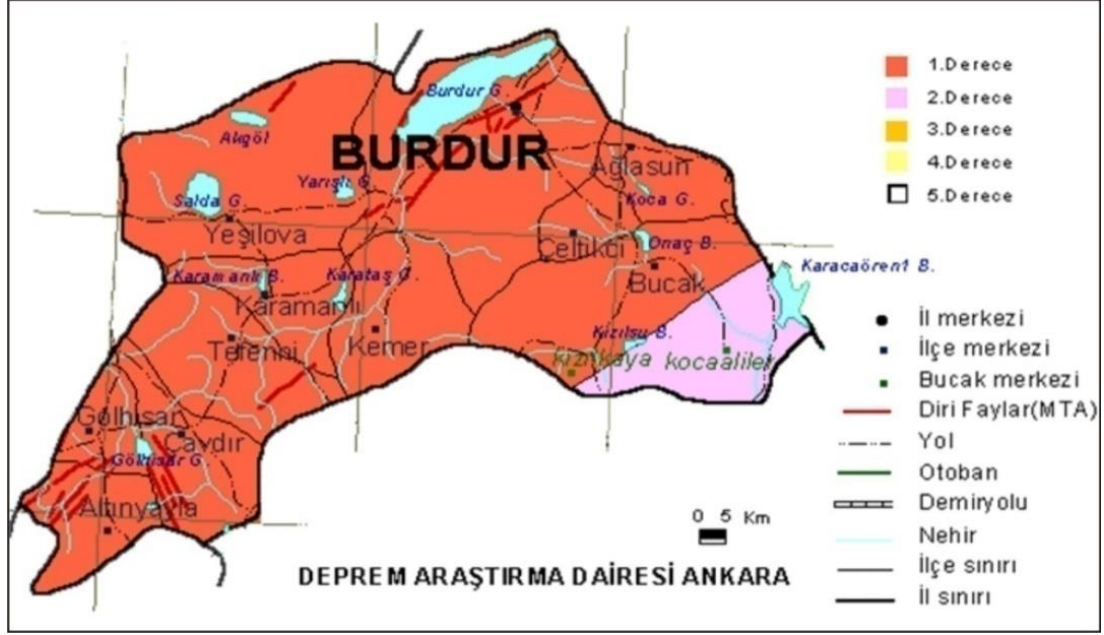 Burdur G.
BURDUR
Akgöl
Ağlasun
Salda G.
Yarışlı G.
Koca G.
Yeşilova
Çeltikçi
Onaç B.
Karacaören1 B.
Karamanlı B.
Karataş G.
Bucak
Karamanlı
Tefenni
Kemer
Kızılsu B.
kızılkaya
kocaaliler
Gölhisar
Çavdır
Gölhisar G.
Altınyayla
0 5 Km
DEPREM ARAŞTIRMA DAİRESİ ANKARA
1.Derece
2.Derece
3.Derece
4.Derece
5.Derece
İl merkezi
İlçe merkezi
Bucak merkezi
Diri Faylar(MTA)
Yol
Otoban
Demiryolu
Nehir
İlçe sınırı
İl sınırı